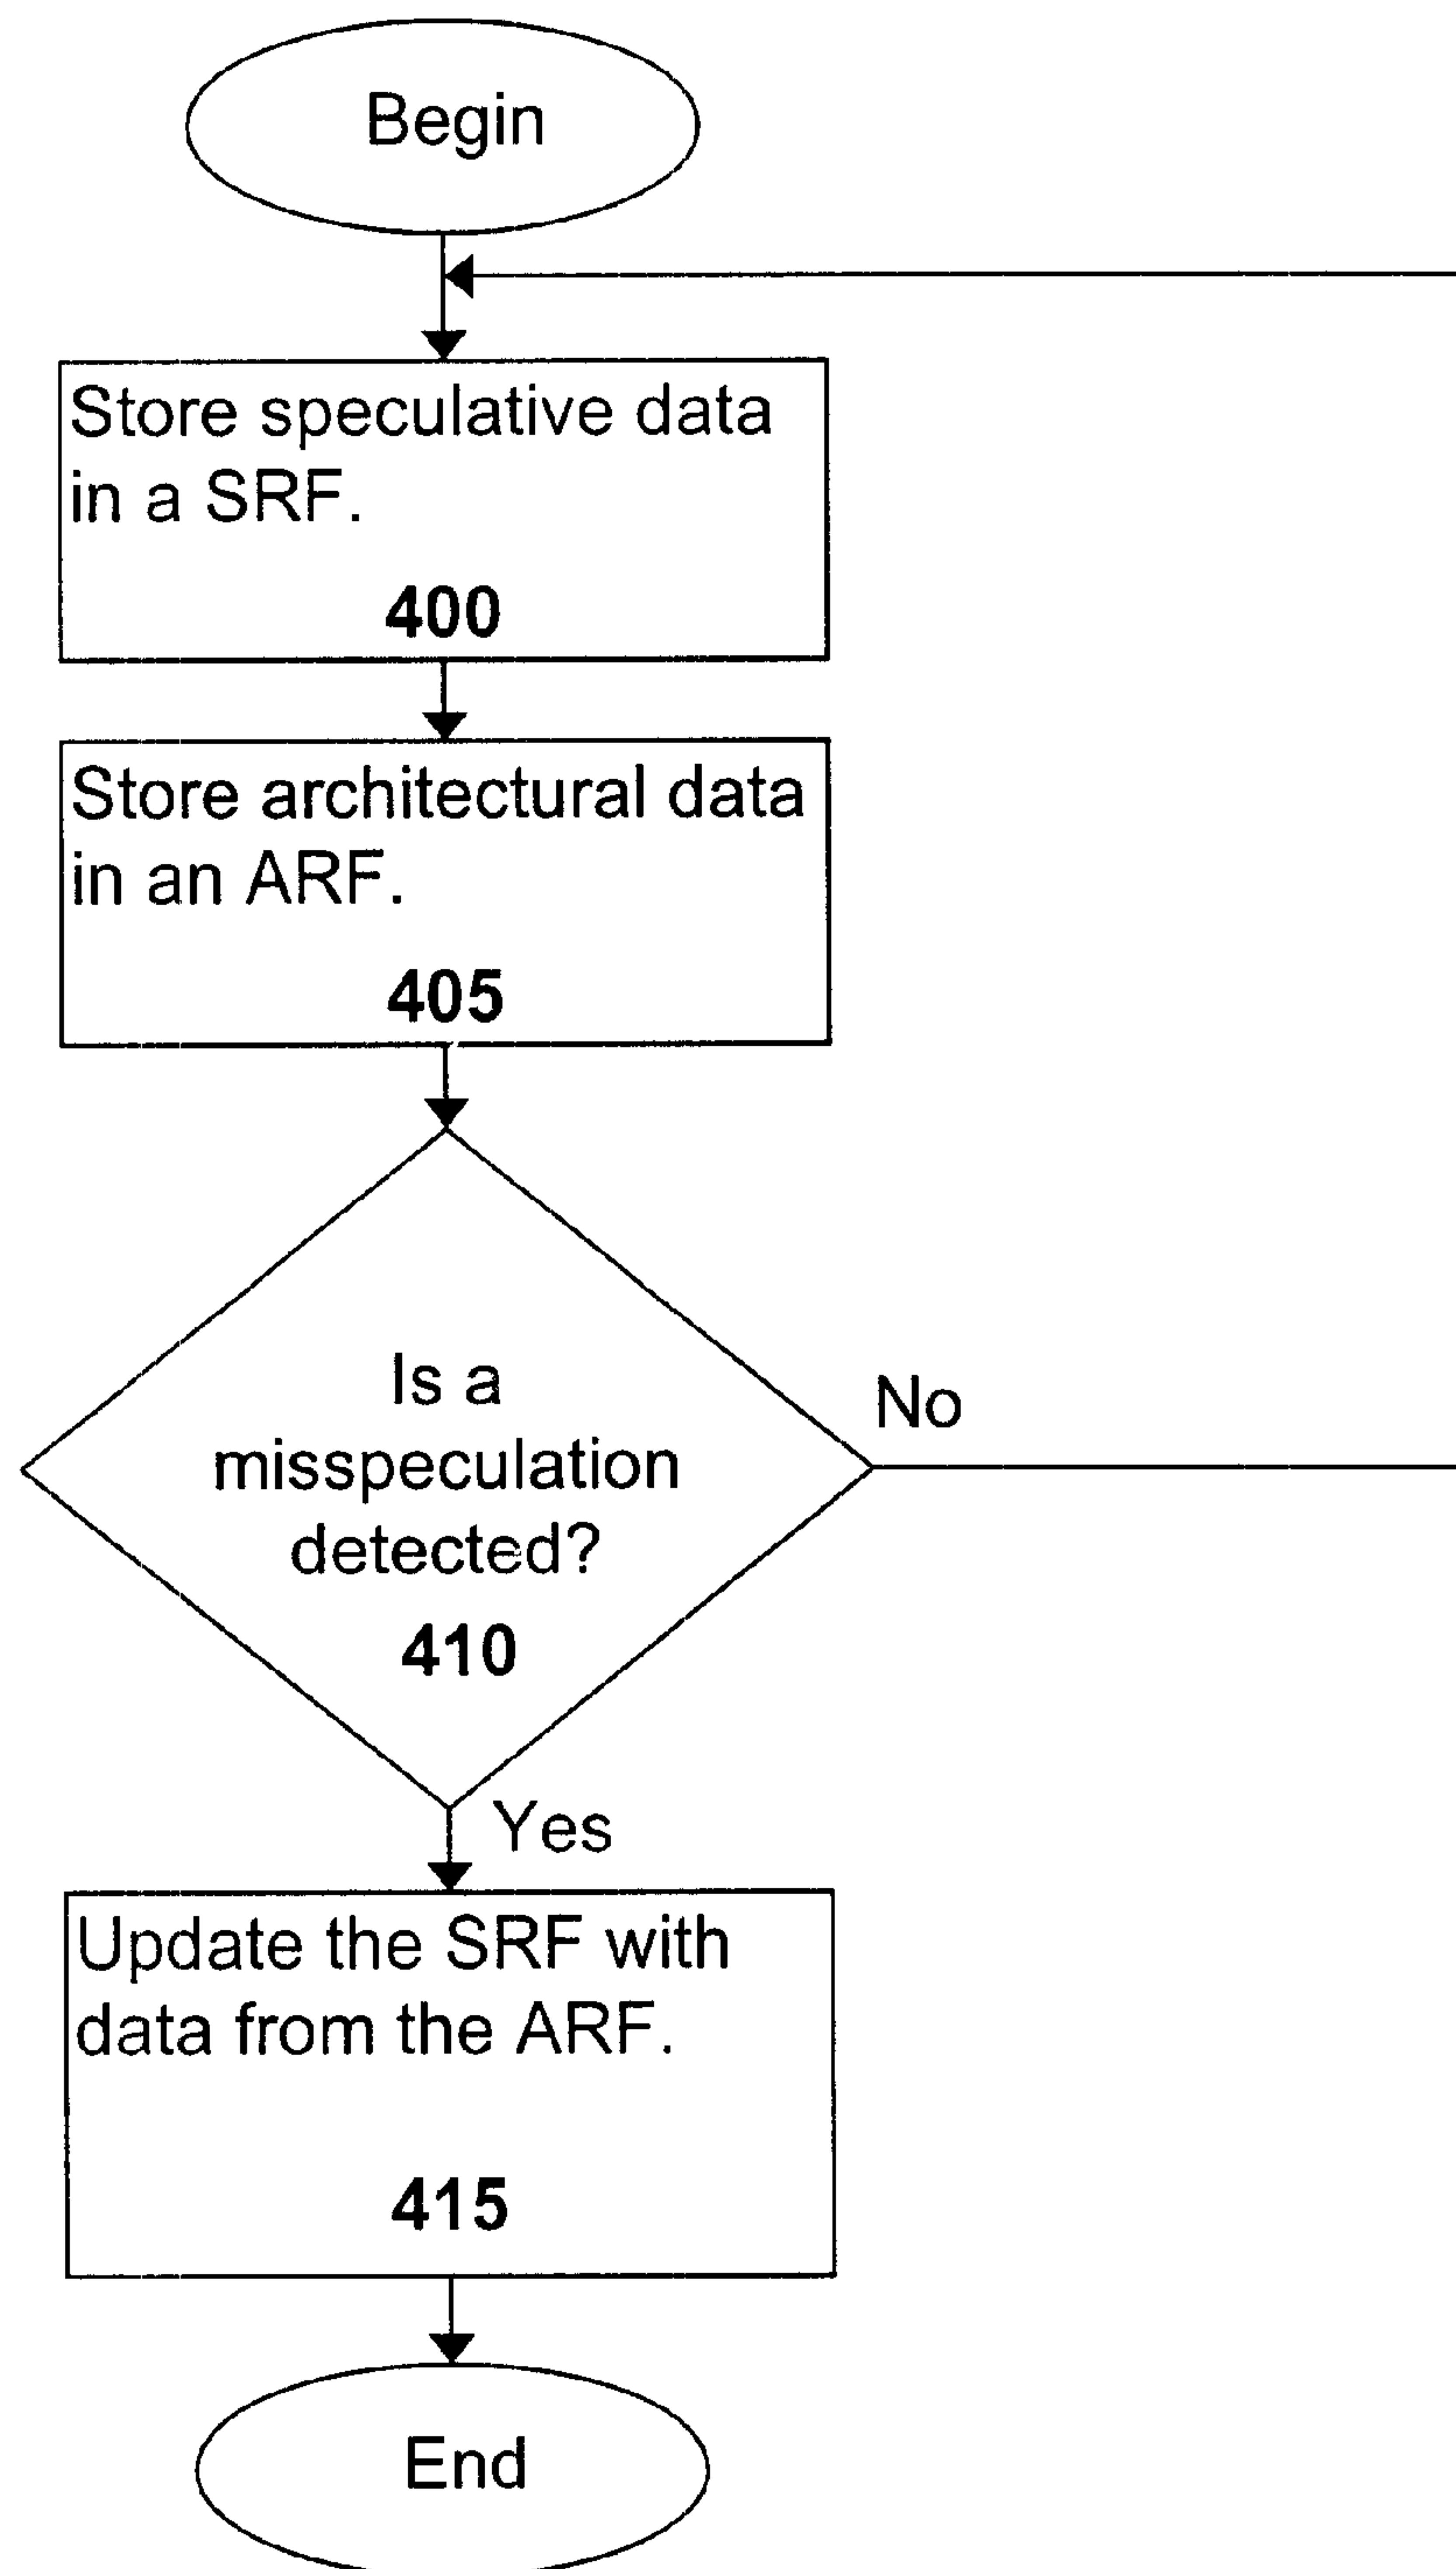 Begin
Store speculative data
in a SRF.
400
Store architectural data
in an ARF.
405
Is a
misspeculation
detected?
410
No
Yes
Update the SRF with
data from the ARF.
415
End